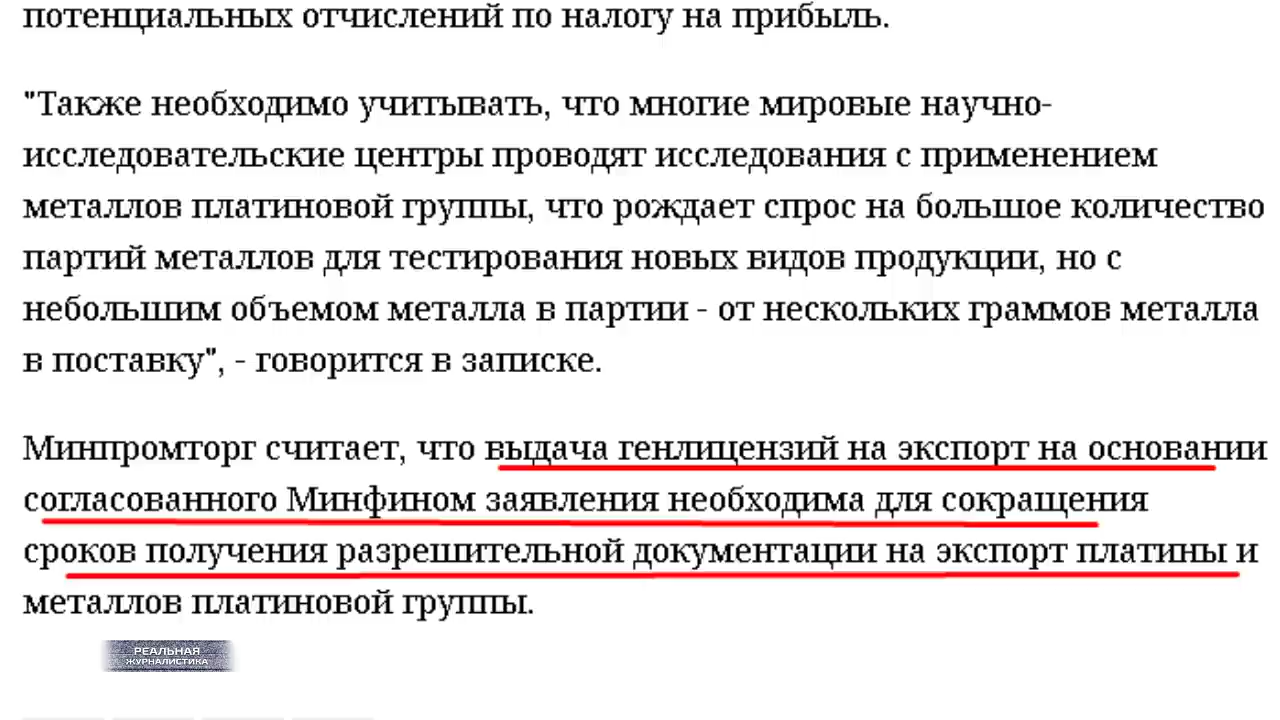 потенциальных отчислений по налогу на прибыль.
"Также необходимо учитывать, что многие мировые научно-
исследовательские центры проводят исследования с применением
металлов платиновой группы, что рождает спрос на большое количество
партий металлов для тестирования новых видов продукции, но с
небольшим объемом металла в партии - от нескольких граммов металла
в поставку", - говорится в записке.
Минпромторг считает, что выдача генлицензий на экспорт на основании
согласованного Минфином заявления необходима для сокращения
сроков получения разрешительной документации на экспорт платины и
металлов платиновой группы.
РЕАЛЬНАЯ
ЖУРНАЛИСТИКА